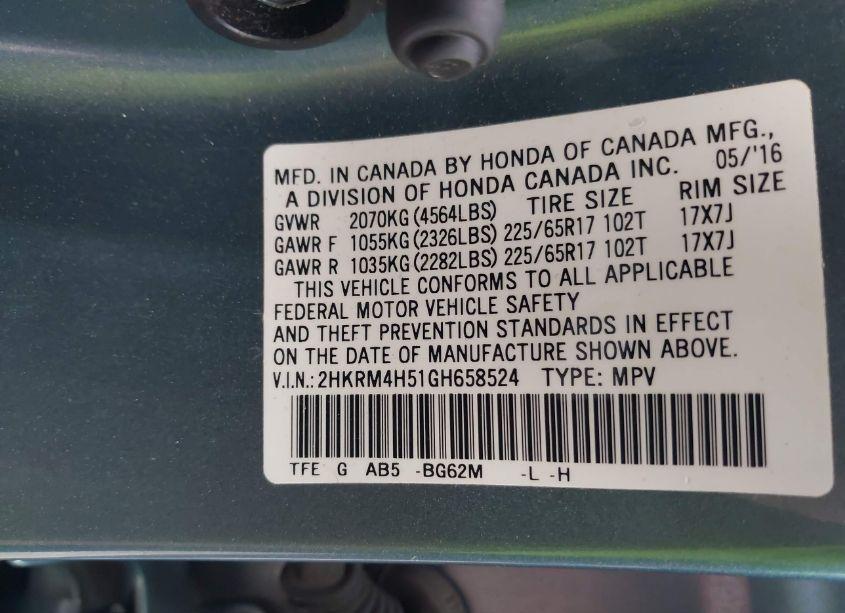 MFD. IN CANADA BY HONDA OF CANADA MFG.,
A DIVISION OF HONDA CANADA INC. 05/'16
GVWR 2070KG (4564LBS) TIRE SIZE RIM SIZE
GAWR F 1055KG (2326LBS) 225/65R17 102T 17X7J
GAWR R 1035KG (2282LBS) 225/65R17 102T 17X7J
THIS VEHICLE CONFORMS TO ALL APPLICABLE
FEDERAL MOTOR VEHICLE SAFETY
AND THEFT PREVENTION STANDARDS IN EFFECT
ON THE DATE OF MANUFACTURE SHOWN ABOVE.
V.I.N.: 2HKRM4H51GH658524 TYPE: MPV
TFE G AB5 -BG62M -L -H